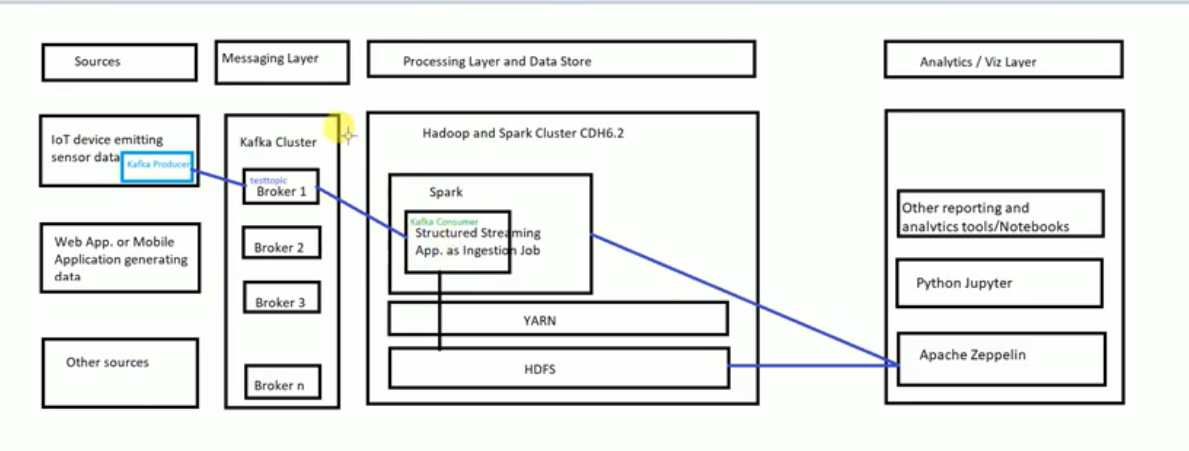 Sources
Messaging Layer
Processing Layer and Data Store
Analytics / Viz Layer
IoT device emitting
sensor data
Kafka Producer
Web App. or Mobile
Application generating
data
Other sources
Kafka Cluster
testtopic
Broker 1
Broker 2
Broker 3
Broker n
Hadoop and Spark Cluster CDH6.2
Spark
Kafka Consumer
Structured Streaming
App. as Ingestion Job
YARN
HDFS
Other reporting and
analytics tools/Notebooks
Python Jupyter
Apache Zeppelin